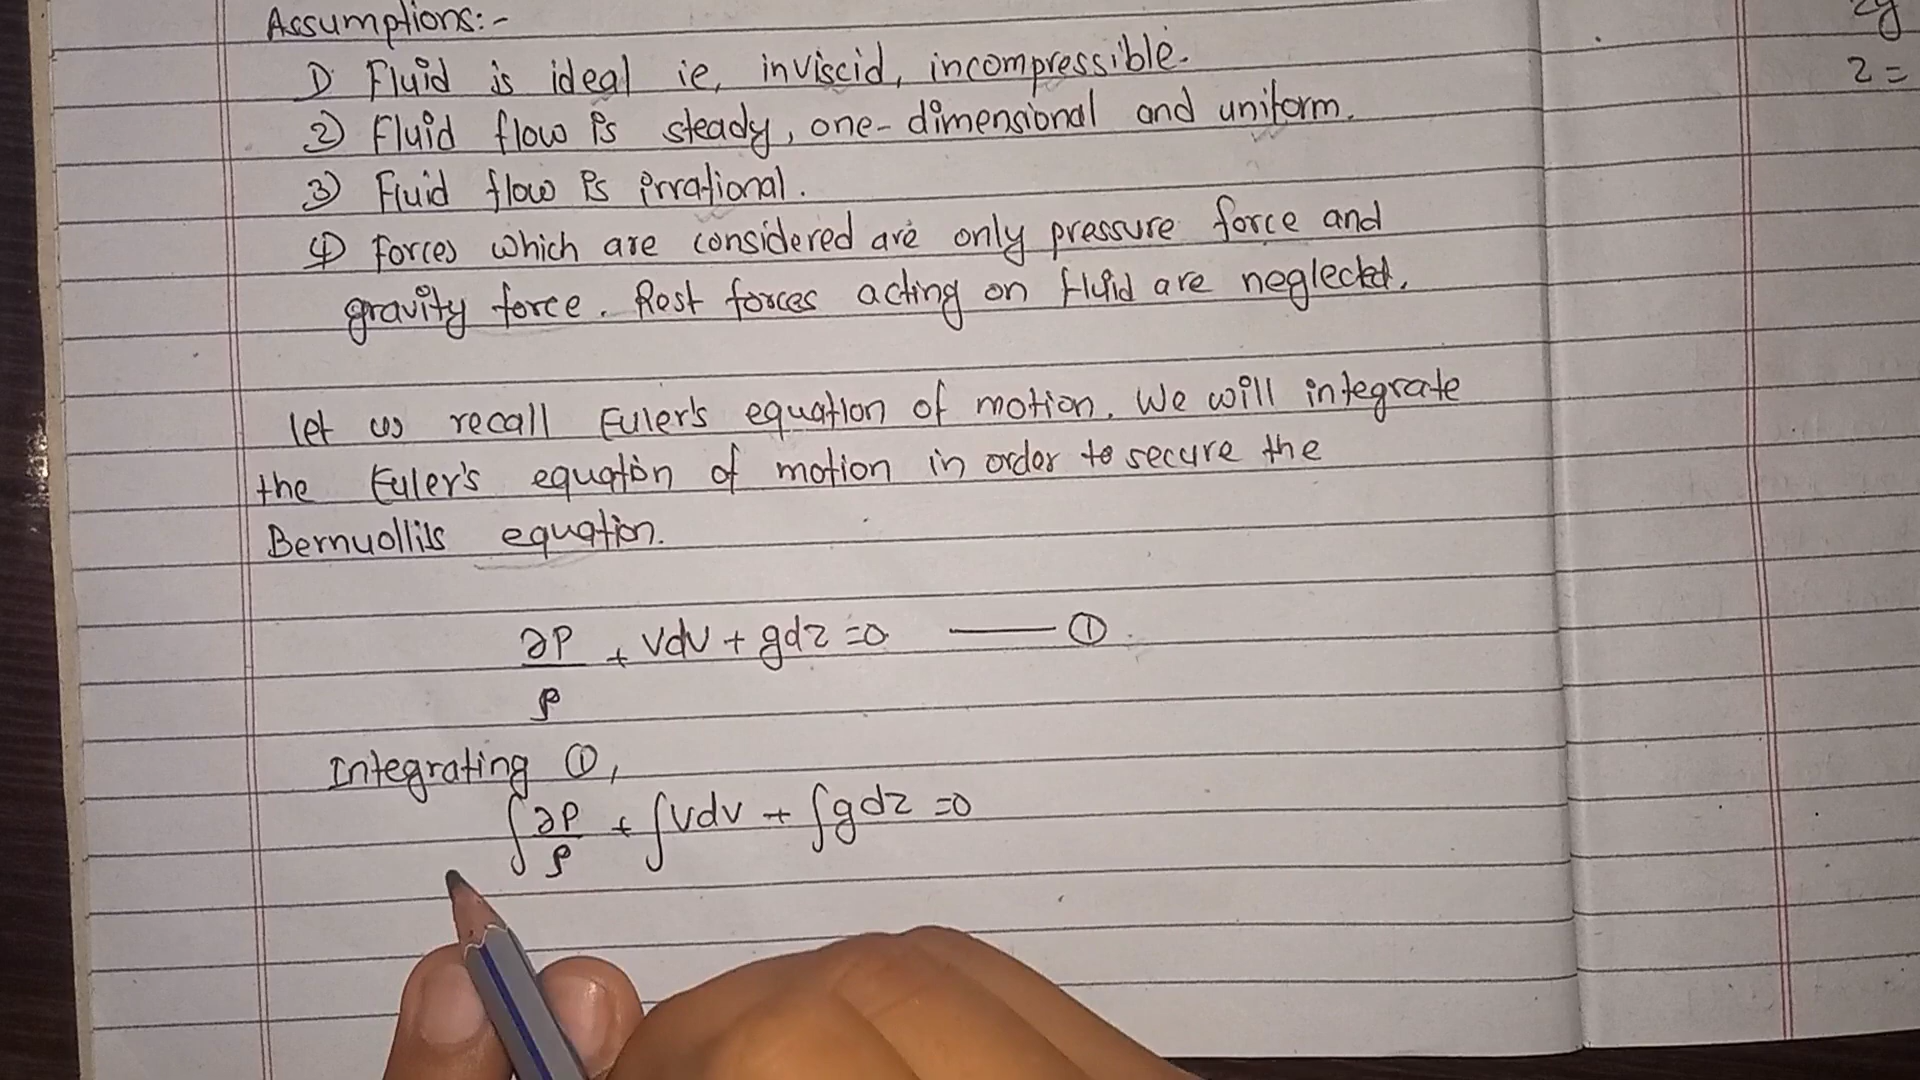 Assumptions:-
1) Fluid is ideal ie, inviscid, incompressible.
2) Fluid flow is steady, one-dimensional and uniform.
3) Fluid flow is irrational.
4) Forces which are considered are only pressure force and
gravity force. Rest forces acting on fluid are neglected.
let us recall Euler's equation of motion. We will integrate
the Euler's equation of motion in order to secure the
Bernuollis equation.
∂P/ρ + vdv + gdz = 0 —— ①
Integrating ①,
∫∂P/ρ + ∫vdv + ∫gdz = 0
z =